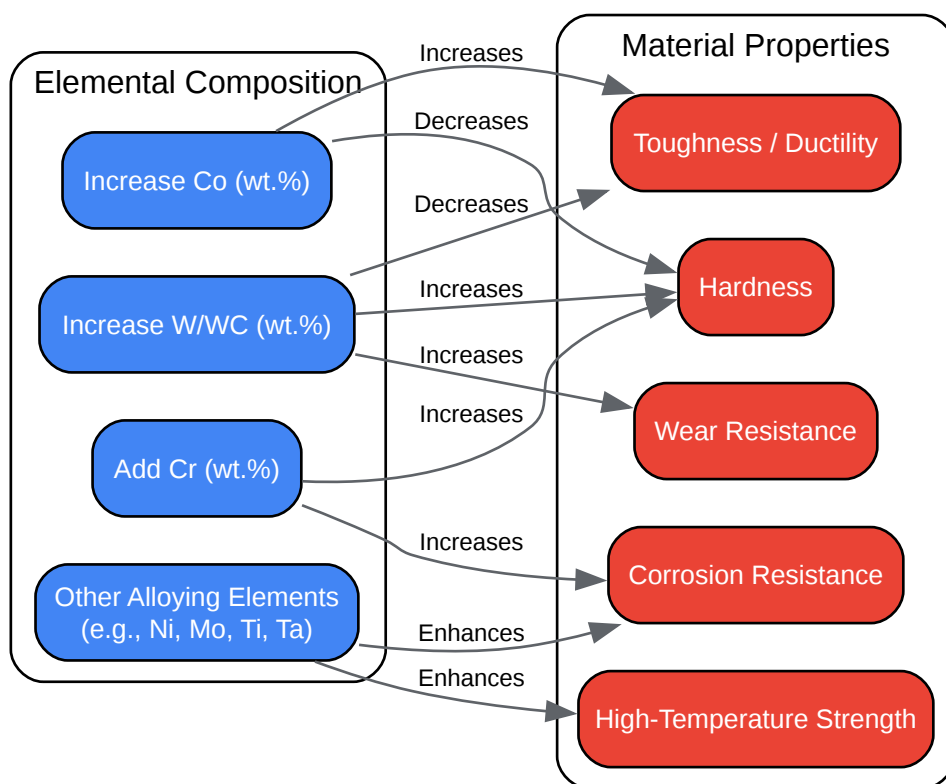 Elemental Composition
Increase Co (wt.%)
Increase W/WC (wt.%)
Add Cr (wt.%)
Other Alloying Elements
(e.g., Ni, Mo, Ti, Ta)
Increases
Decreases
Decreases
Increases
Increases
Increases
Increases
Enhances
Enhances
Material Properties
Toughness / Ductility
Hardness
Wear Resistance
Corrosion Resistance
High-Temperature Strength